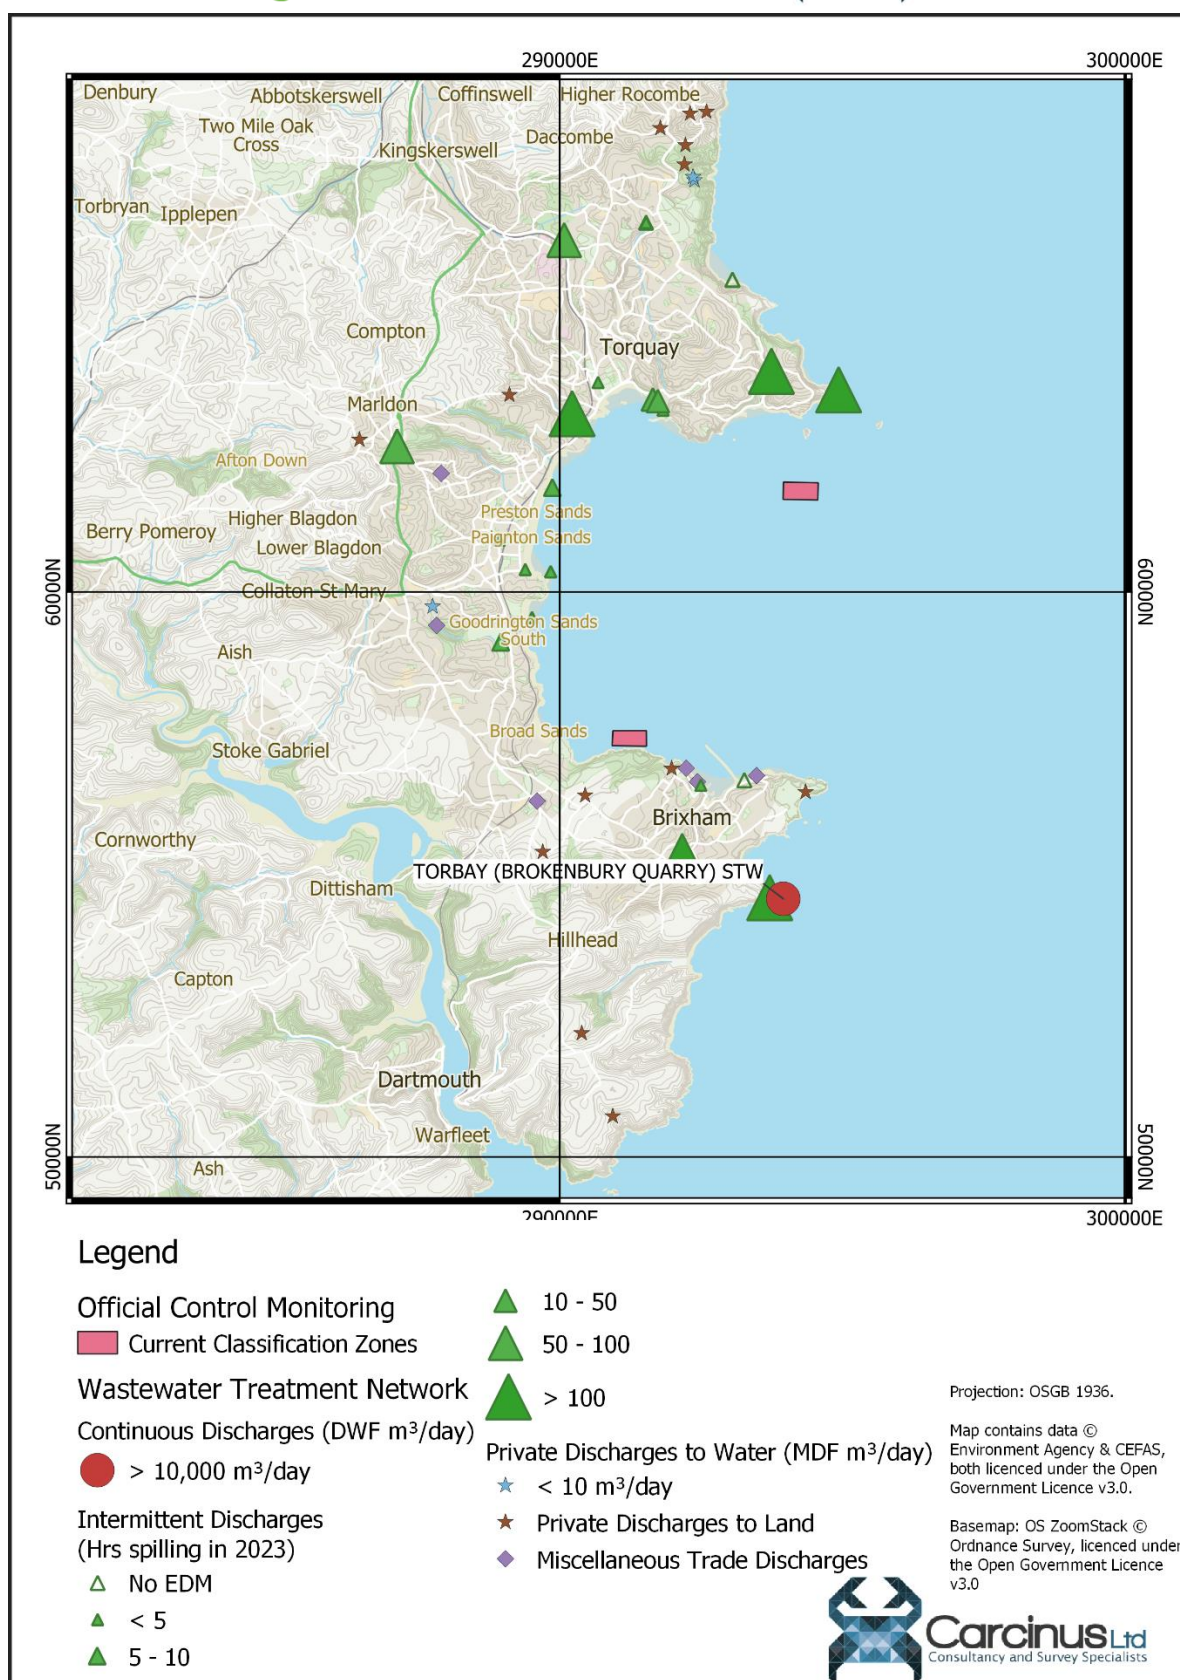 290000E
300000E
Denbury
Abbotskerswell
Coffinswell
Higher Rocombe
Two Mile Oak
Cross
Daccombe
Kingskerswell
Torbryan
Ipplepen
Compton
Torquay
Marldon
Afton Down
Preston Sands
Higher Blagdon
Berry Pomeroy
Paignton Sands
Lower Blagdon
60000N
60000N
Collaton St Mary
Goodrington Sands
South
Aish
Broad Sands
Stoke Gabriel
Brixham
Cornworthy
TORBAY (BROKENBURY QUARRY) STW
Dittisham
Hillhead
Capton
Dartmouth
Warfleet
50000N
50000N
Ash
290000E
300000E
Legend
Official Control Monitoring
Current Classification Zones
Wastewater Treatment Network
Continuous Discharges (DWF m³/day)
> 10,000 m³/day
Intermittent Discharges
(Hrs spilling in 2023)
No EDM
< 5
5 - 10
10 - 50
50 - 100
> 100
Private Discharges to Water (MDF m³/day)
< 10 m³/day
Private Discharges to Land
Miscellaneous Trade Discharges
Projection: OSGB 1936.
Map contains data ©
Environment Agency & CEFAS,
both licenced under the Open
Government Licence v3.0.
Basemap: OS ZoomStack ©
Ordnance Survey, licenced under
the Open Government Licence
v3.0
Carcinus Ltd
Consultancy and Survey Specialists